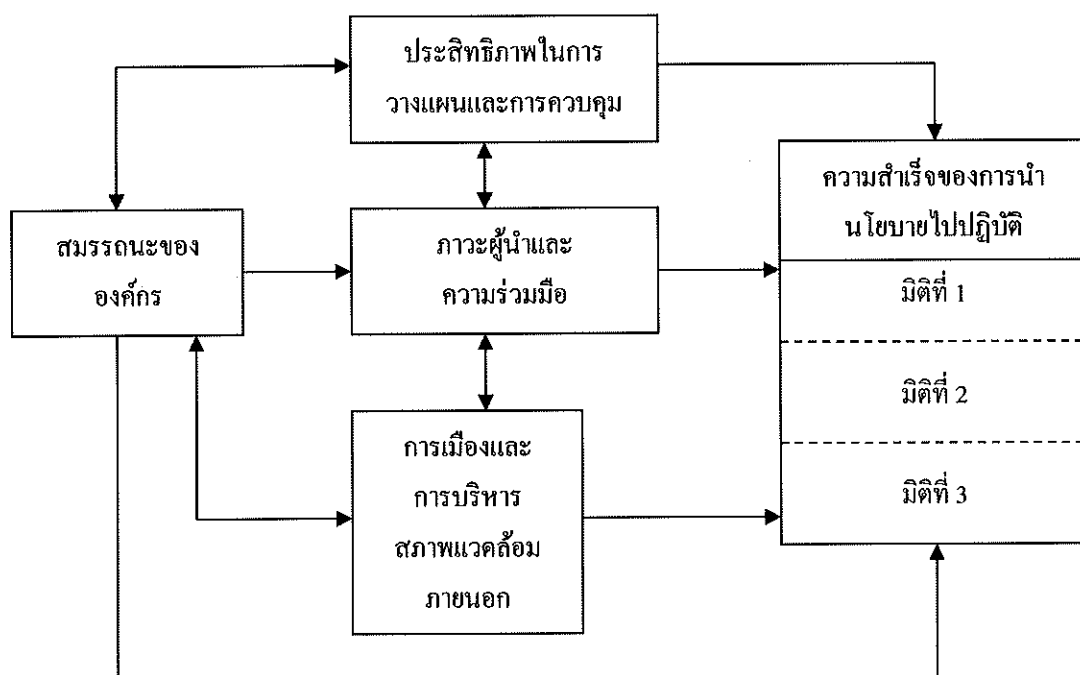 ประสิทธิภาพในการ
วางแผนและการควบคุม
ความสำเร็จของการนำ
นโยบายไปปฏิบัติ
สมรรถนะของ
องค์กร
ภาวะผู้นำและ
ความร่วมมือ
มิติที่ 1
มิติที่ 2
มิติที่ 3
การเมืองและ
การบริหาร
สภาพแวดล้อม
ภายนอก